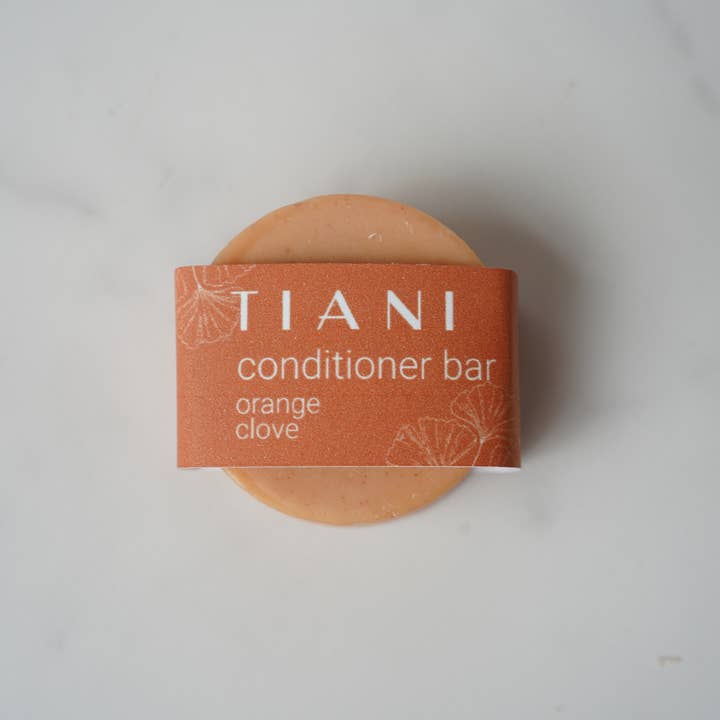 TIANI
conditioner bar
orange
clove